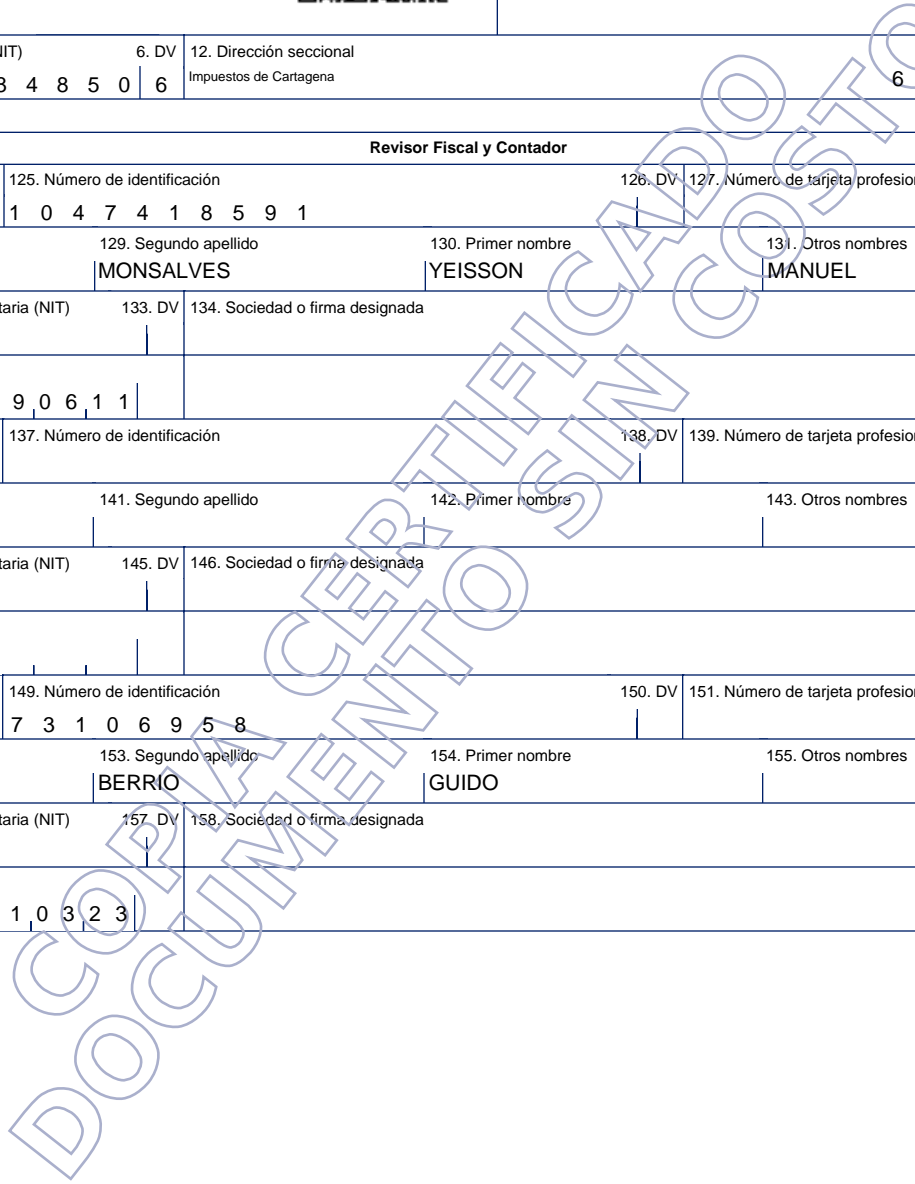 NIT) 6. DV 12. Dirección seccional
3 4 8 5 0 6 Impuestos de Cartagena 6
Revisor Fiscal y Contador
125. Número de identificación 126. DV 127. Número de tarjeta profesion
1 0 4 7 4 1 8 5 9 1
129. Segundo apellido 130. Primer nombre 131. Otros nombres
MONSALVES YEISSON MANUEL
taria (NIT) 133. DV 134. Sociedad o firma designada
9 0 6 1 1
137. Número de identificación 138. DV 139. Número de tarjeta profesion
141. Segundo apellido 142. Primer nombre 143. Otros nombres
taria (NIT) 145. DV 146. Sociedad o firma designada
149. Número de identificación 150. DV 151. Número de tarjeta profesion
7 3 1 0 6 9 5 8
153. Segundo apellido 154. Primer nombre 155. Otros nombres
BERRIO GUIDO
taria (NIT) 157. DV 158. Sociedad o firma designada
1 0 3 2 3
COPIA CERTIFICADO
DOCUMENTO SIN COSTO